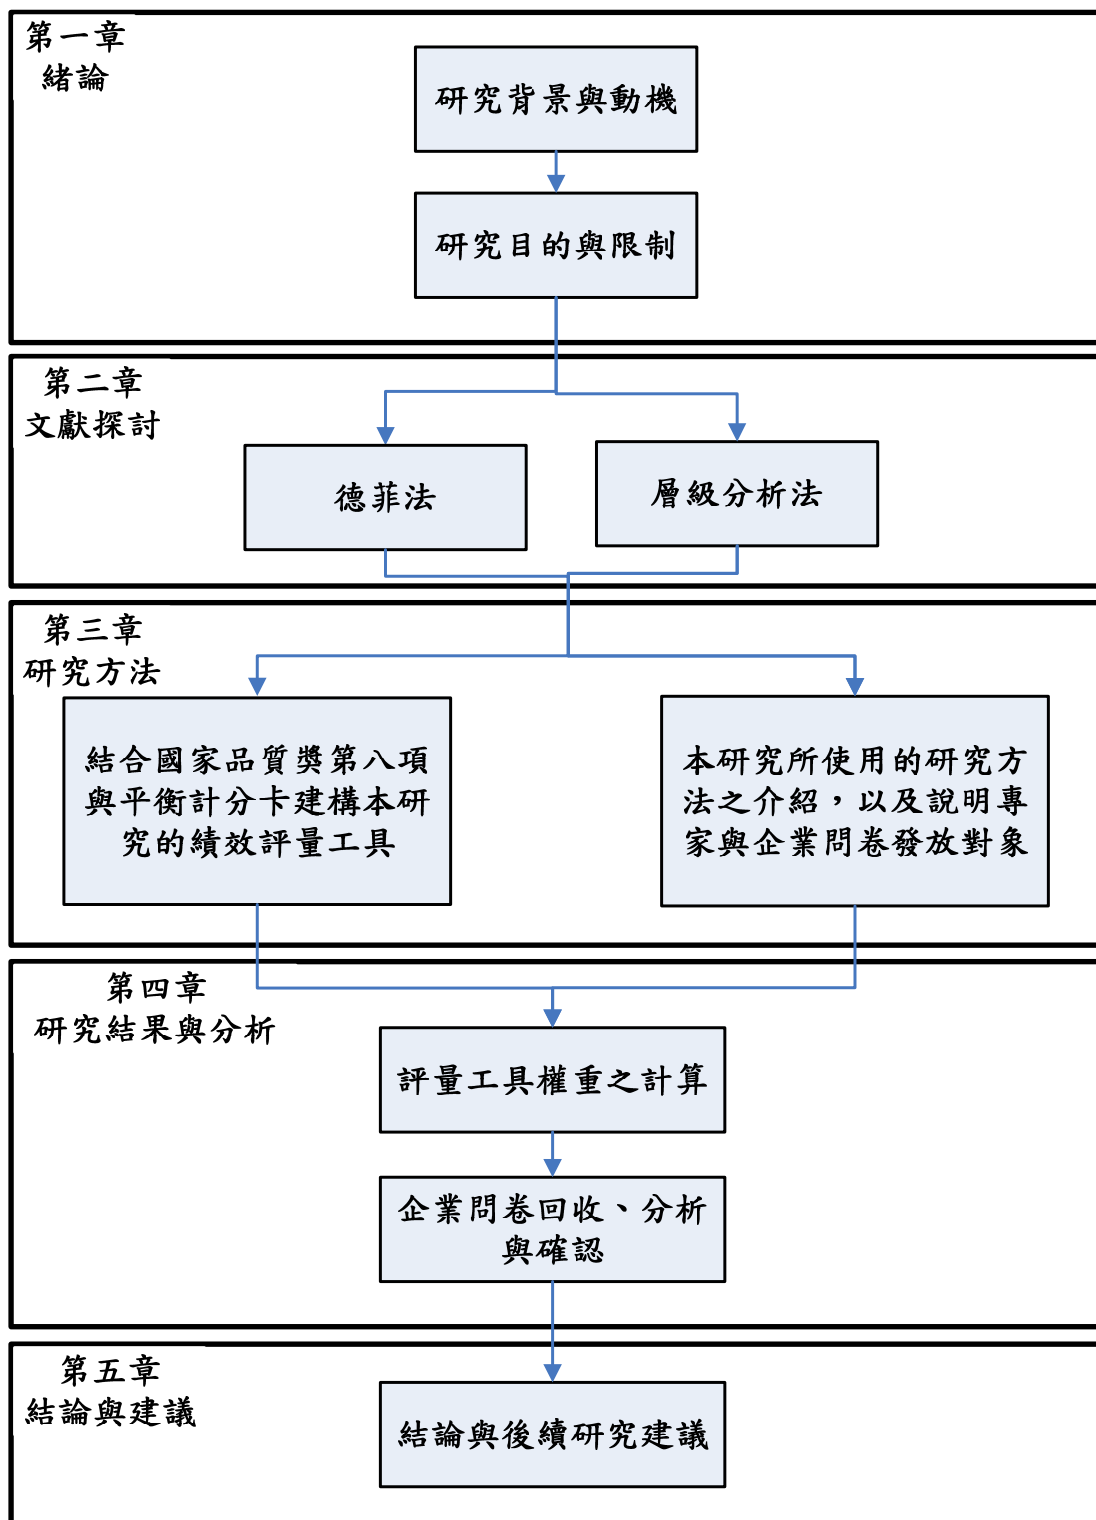 第一章
緒論
研究背景與動機
研究目的與限制
第二章
文獻探討
德菲法
層級分析法
第三章
研究方法
結合國家品質獎第八項
與平衡計分卡建構本研
究的績效評量工具
本研究所使用的研究方
法之介紹，以及說明專
家與企業問卷發放對象
第四章
研究結果與分析
評量工具權重之計算
企業問卷回收、分析
與確認
第五章
結論與建議
結論與後續研究建議